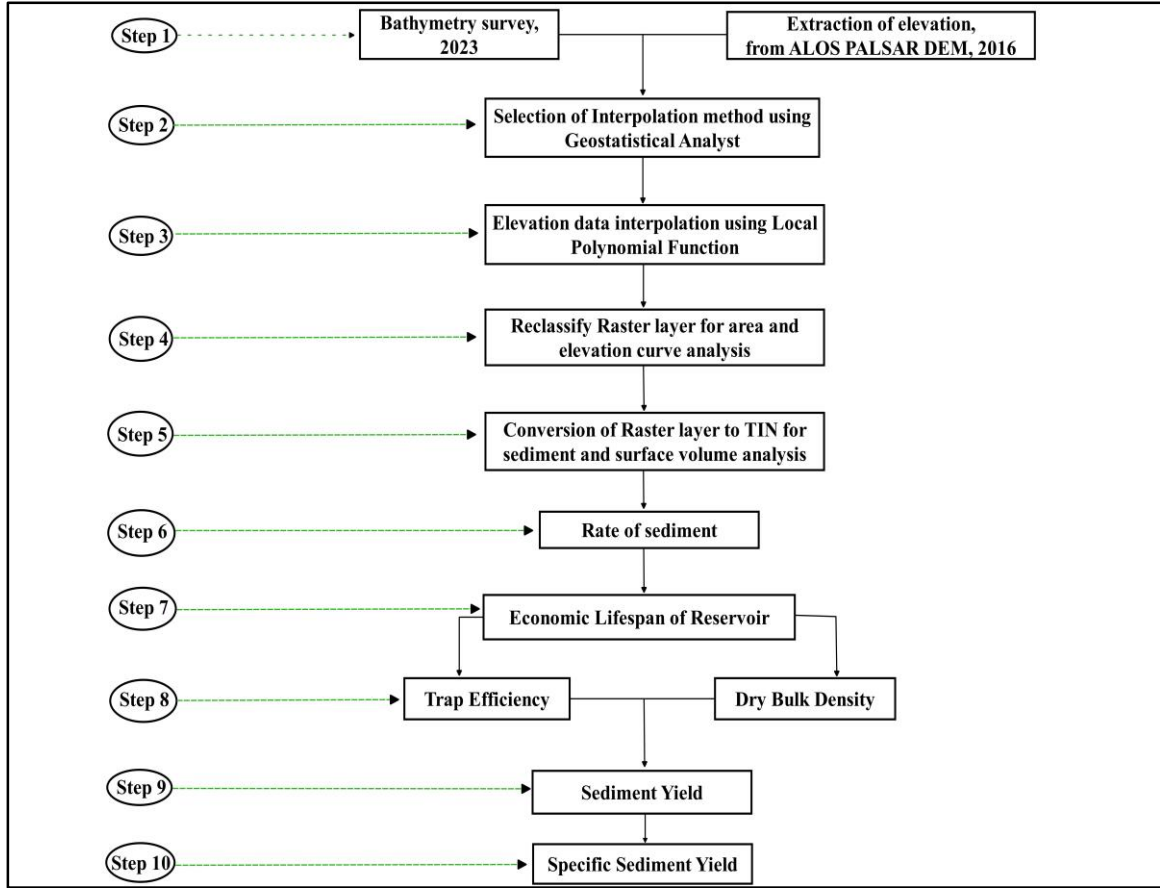 Step 1
Bathymetry survey,
2023
Extraction of elevation,
from ALOS PALSAR DEM, 2016
Step 2
Selection of Interpolation method using
Geostatistical Analyst
Step 3
Elevation data interpolation using Local
Polynomial Function
Step 4
Reclassify Raster layer for area and
elevation curve analysis
Step 5
Conversion of Raster layer to TIN for
sediment and surface volume analysis
Step 6
Rate of sediment
Step 7
Economic Lifespan of Reservoir
Step 8
Trap Efficiency
Dry Bulk Density
Step 9
Sediment Yield
Step 10
Specific Sediment Yield